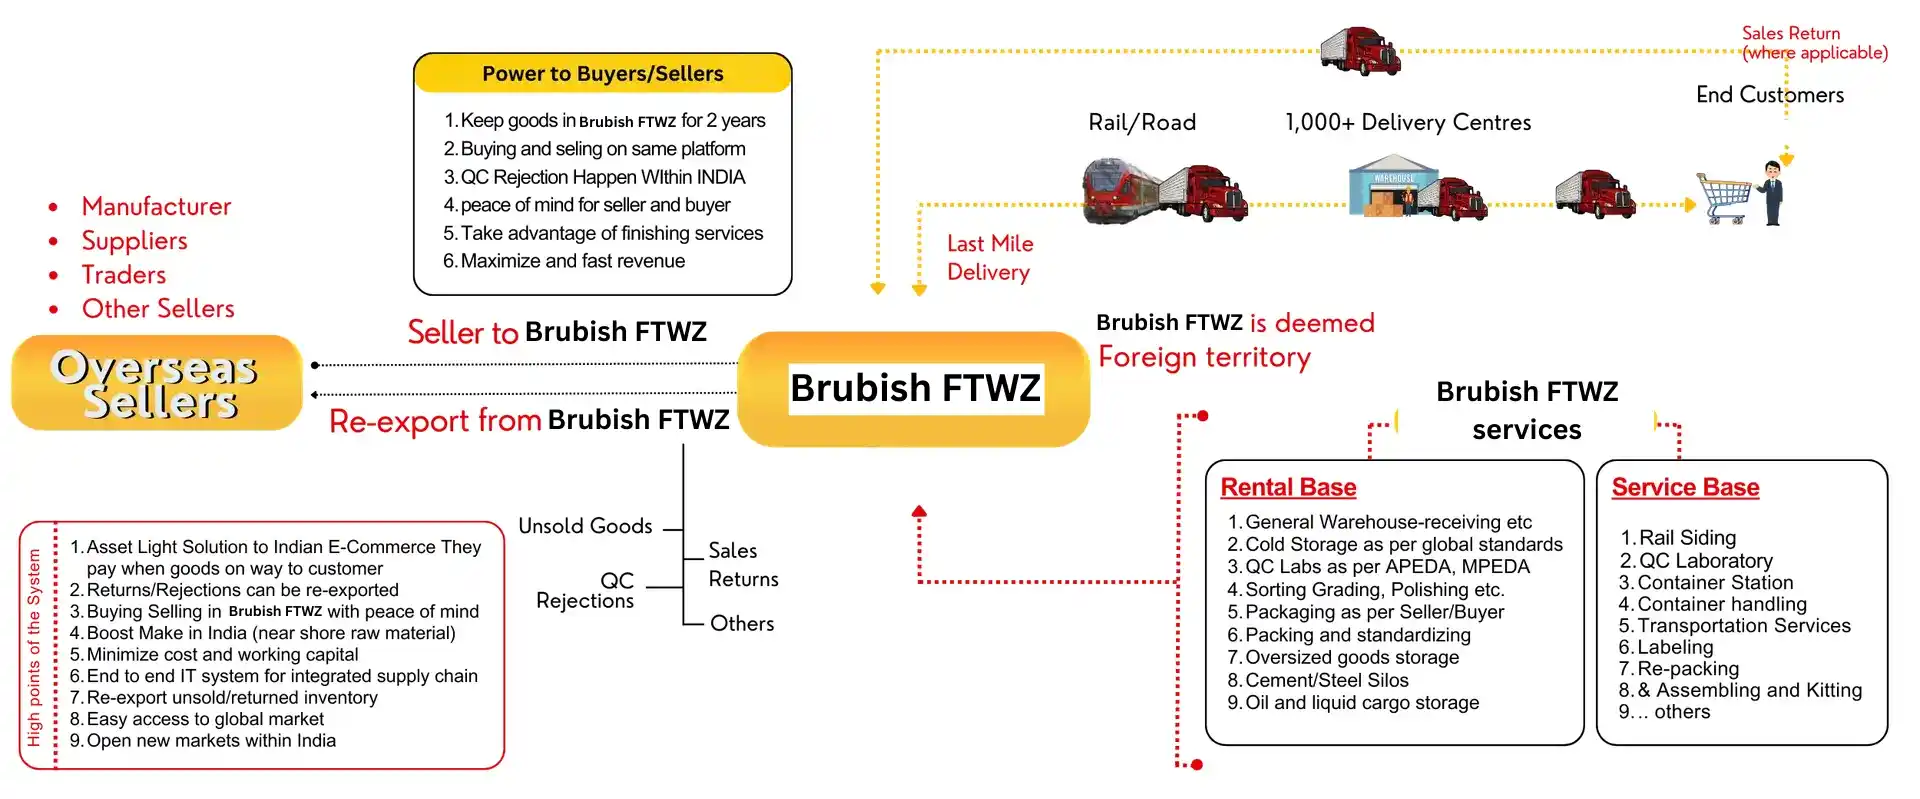 Power to Buyers/Sellers
1. Keep goods in Brubish FTWZ for 2 years
2. Buying and seling on same platform
3. QC Rejection Happen WIthin INDIA
4. peace of mind for seller and buyer
5. Take advantage of finishing services
6. Maximize and fast revenue
Sales Return
(where applicable)
End Customers
Rail/Road
1,000+ Delivery Centres
WAREHOUSE
Last Mile
Delivery
• Manufacturer
• Suppliers
• Traders
• Other Sellers
Overseas
Sellers
Seller to Brubish FTWZ
Re-export from Brubish FTWZ
Brubish FTWZ
Brubish FTWZ is deemed
Foreign territory
Unsold Goods
Sales
Returns
QC
Rejections
Others
High points of the System
1. Asset Light Solution to Indian E-Commerce They
pay when goods on way to customer
2. Returns/Rejections can be re-exported
3. Buying Selling in Brubish FTWZ with peace of mind
4. Boost Make in India (near shore raw material)
5. Minimize cost and working capital
6. End to end IT system for integrated supply chain
7. Re-export unsold/returned inventory
8. Easy access to global market
9. Open new markets within India
Brubish FTWZ
services
Rental Base
1. General Warehouse-receiving etc
2. Cold Storage as per global standards
3. QC Labs as per APEDA, MPEDA
4. Sorting Grading, Polishing etc.
5. Packaging as per Seller/Buyer
6. Packing and standardizing
7. Oversized goods storage
8. Cement/Steel Silos
9. Oil and liquid cargo storage
Service Base
1. Rail Siding
2. QC Laboratory
3. Container Station
4. Container handling
5. Transportation Services
6. Labeling
7. Re-packing
8. & Assembling and Kitting
9... others